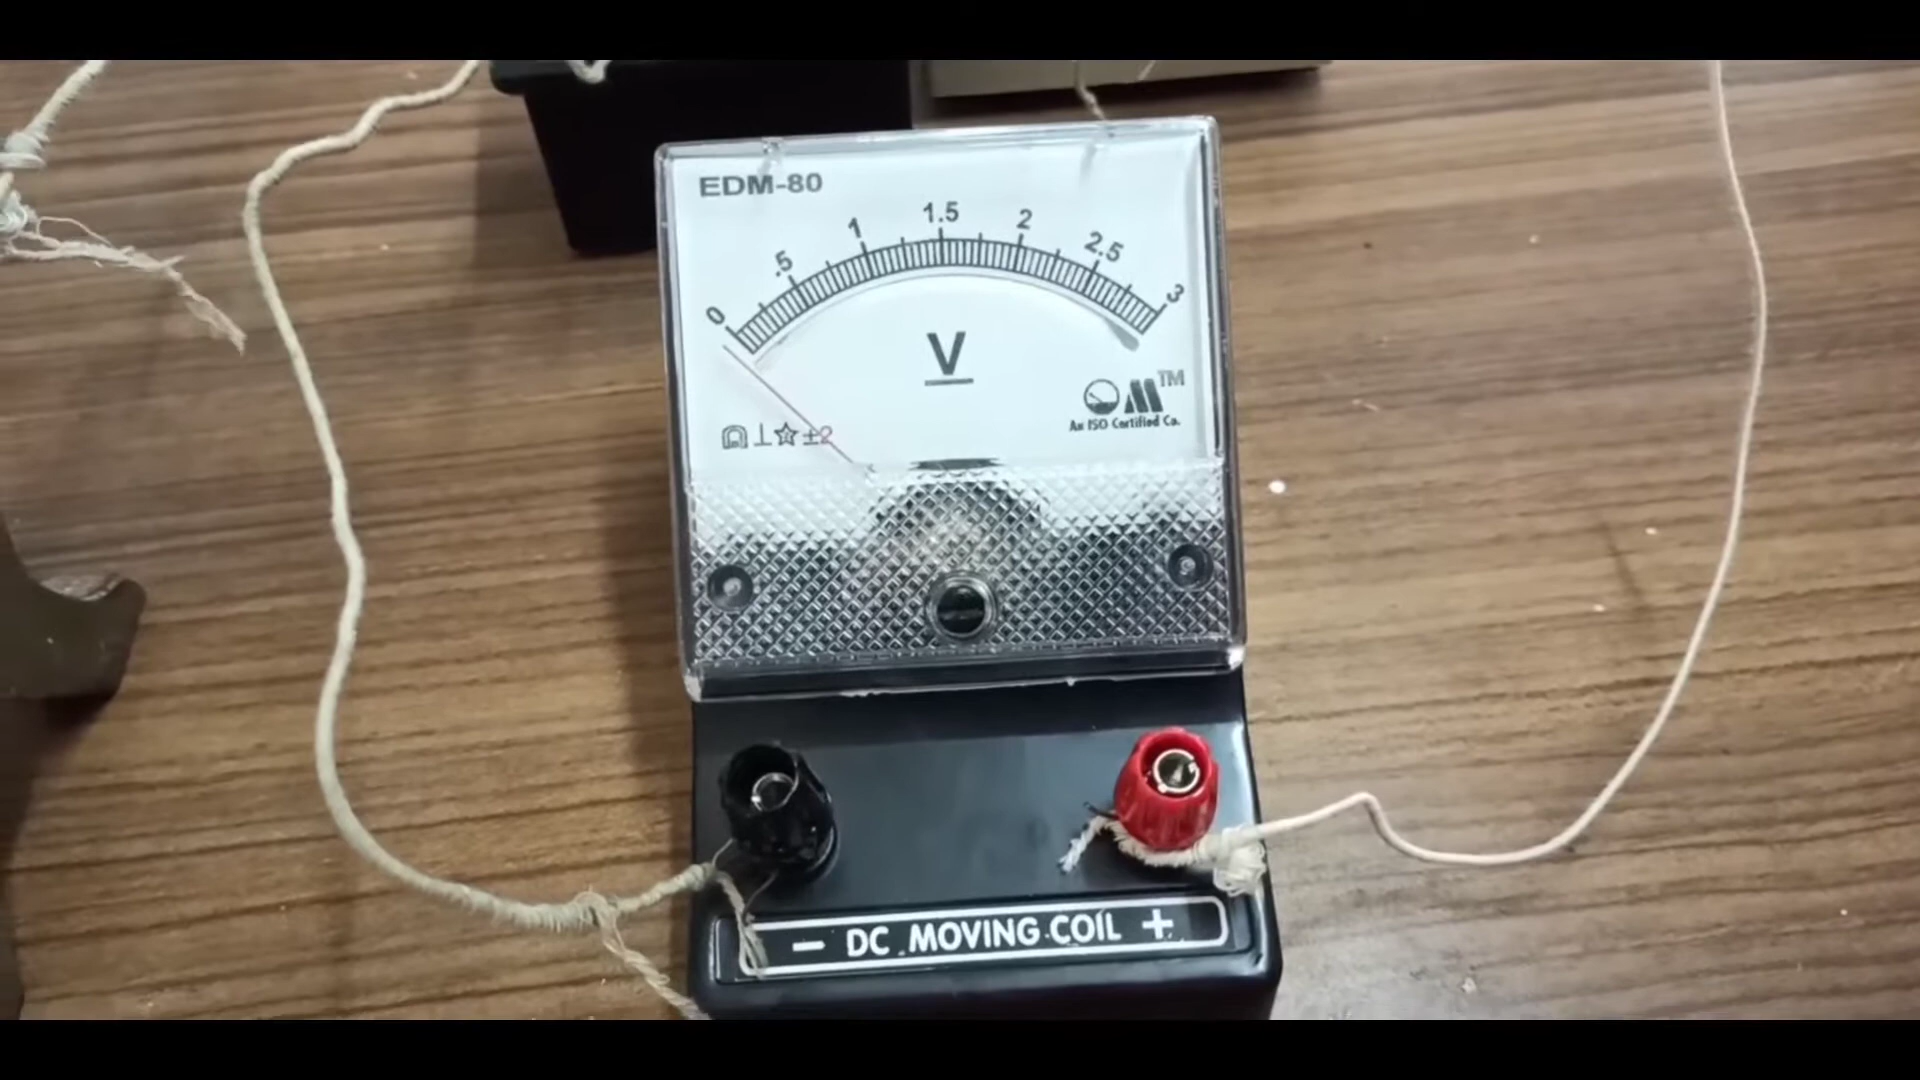 EDM-80
0 .5 1 1.5 2 2.5 3
V
±2
OM™
An ISO Certified Co.
- DC MOVING COIL +